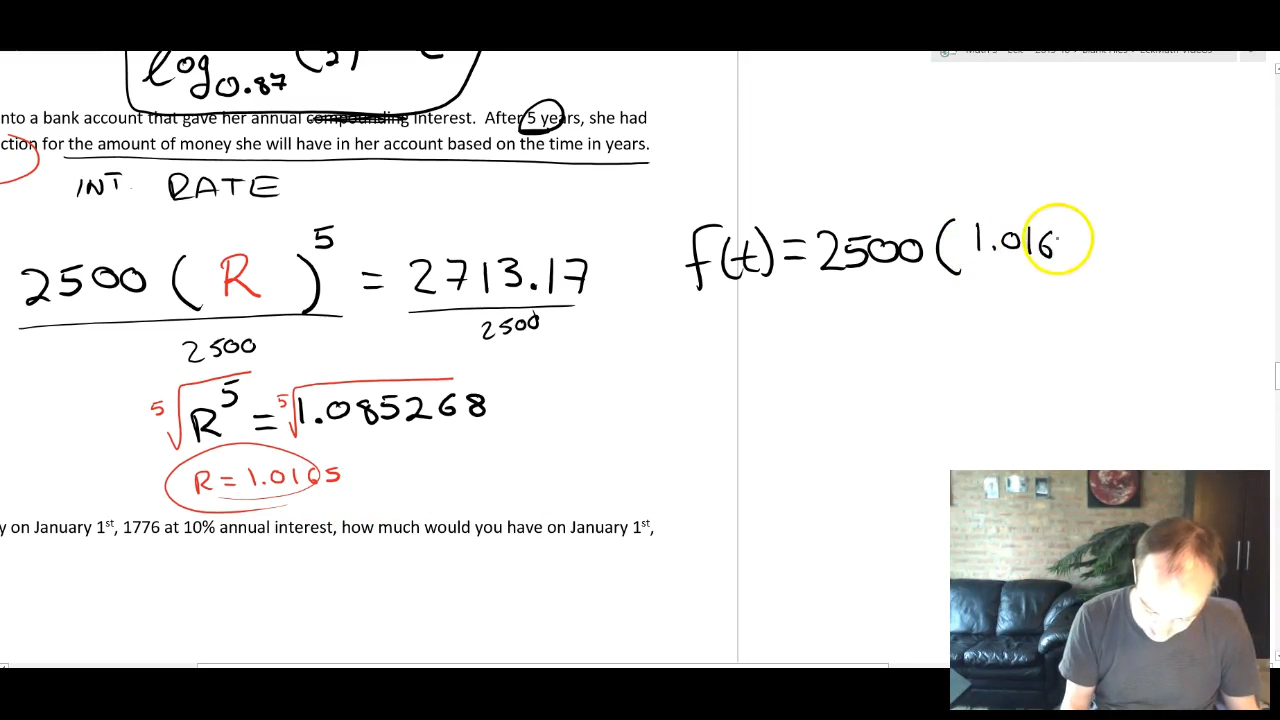 log0.87 (2)
nto a bank account that gave her annual compounding interest. After 5 years, she had
ction for the amount of money she will have in her account based on the time in years.
INT. RATE
2500 ( R )^5 = 2713.17
2500 2500
f(t) = 2500 ( 1.016
5√R^5 = 5√1.085268
R = 1.0165
y on January 1st, 1776 at 10% annual interest, how much would you have on January 1st,